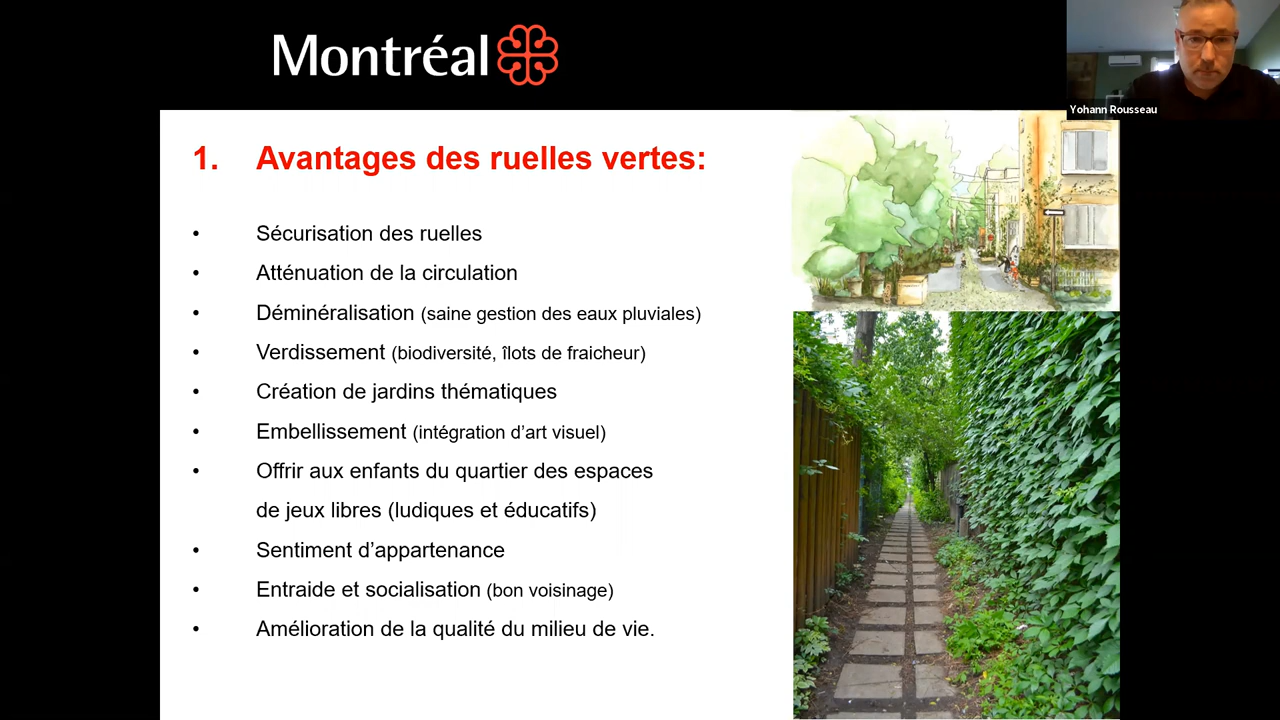 Montréal
Yohann Rousseau
1. Avantages des ruelles vertes:
• Sécurisation des ruelles
• Atténuation de la circulation
• Déminéralisation (saine gestion des eaux pluviales)
• Verdissement (biodiversité, îlots de fraicheur)
• Création de jardins thématiques
• Embellissement (intégration d’art visuel)
• Offrir aux enfants du quartier des espaces
de jeux libres (ludiques et éducatifs)
• Sentiment d’appartenance
• Entraide et socialisation (bon voisinage)
• Amélioration de la qualité du milieu de vie.